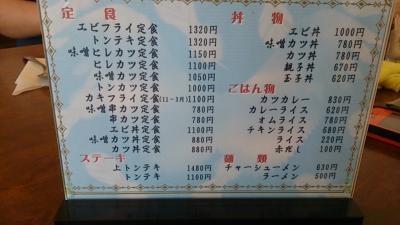 定食
エビフライ定食 1320円
トンテキ定食 1320円
味噌ヒレカツ定食 1150円
ヒレカツ定食 1100円
味噌カツ定食 1050円
トンカツ定食 1000円
カキフライ定食(11～3月) 1100円
味噌串カツ定食 780円
串カツ定食 780円
エビ丼定食 1100円
味噌カツ丼定食 880円
カツ丼定食 880円
ステーキ
上トンテキ 1480円
トンテキ 1100円
丼物
エビ丼 1000円
味噌カツ丼 780円
カツ丼 780円
親子丼 670円
玉子丼 620円
ごはん物
カツカレー 830円
カレーライス 620円
オムライス 780円
チキンライス 680円
ライス 220円
赤だし 100円
麺類
チャーシューメン 630円
ラーメン 500円